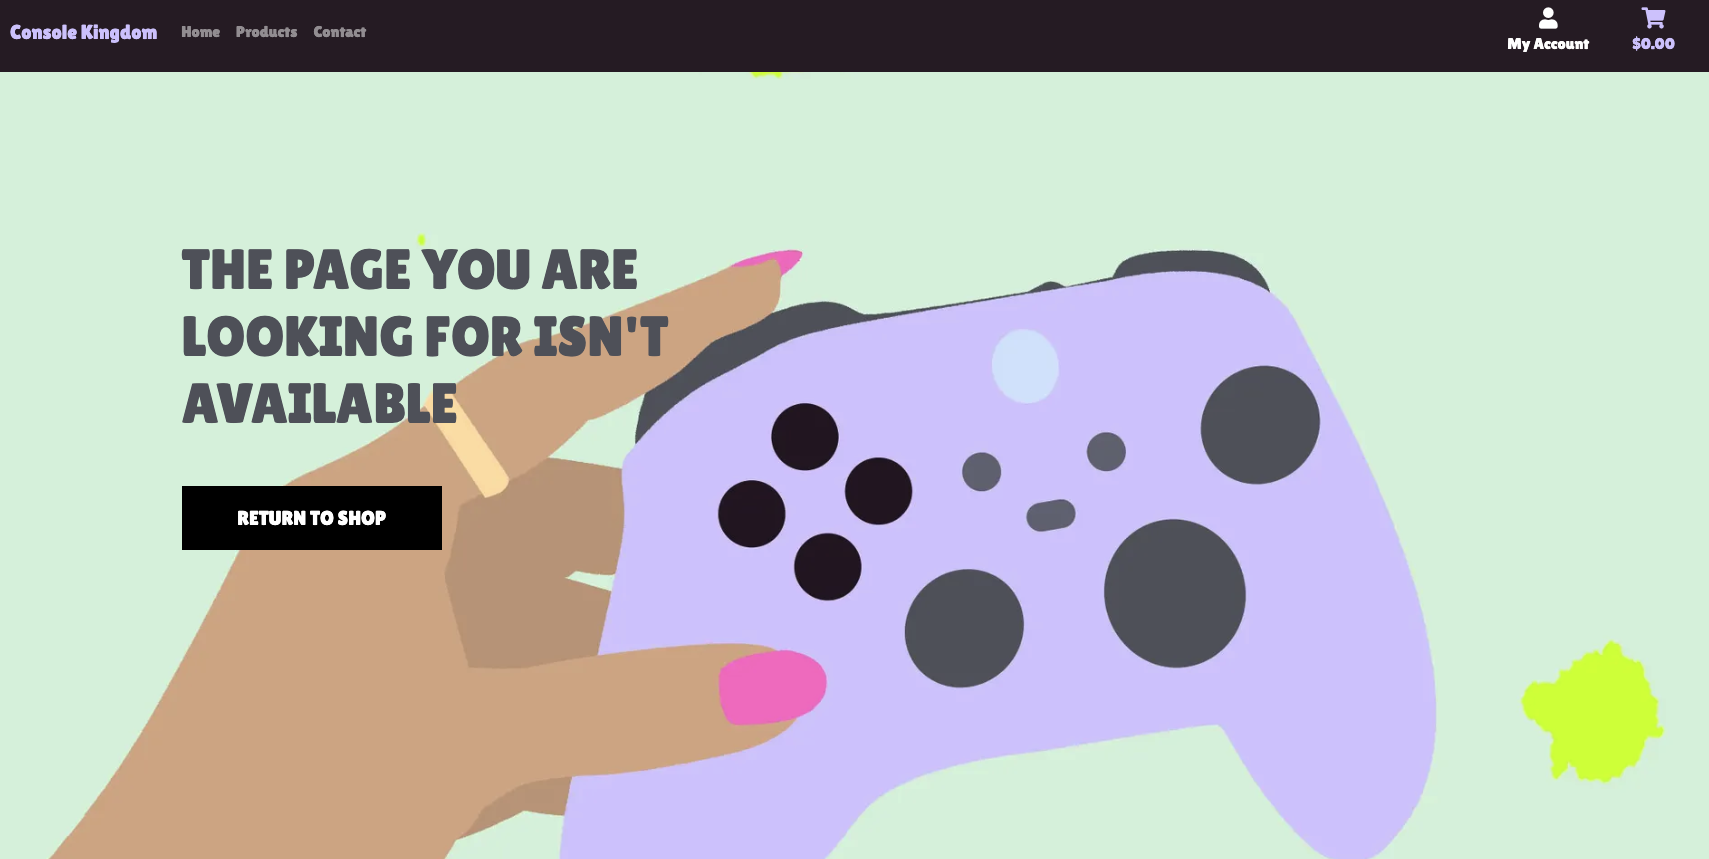 Console Kingdom
Home
Products
Contact
My Account
$0.00
THE PAGE YOU ARE
LOOKING FOR ISN'T
AVAILABLE
RETURN TO SHOP